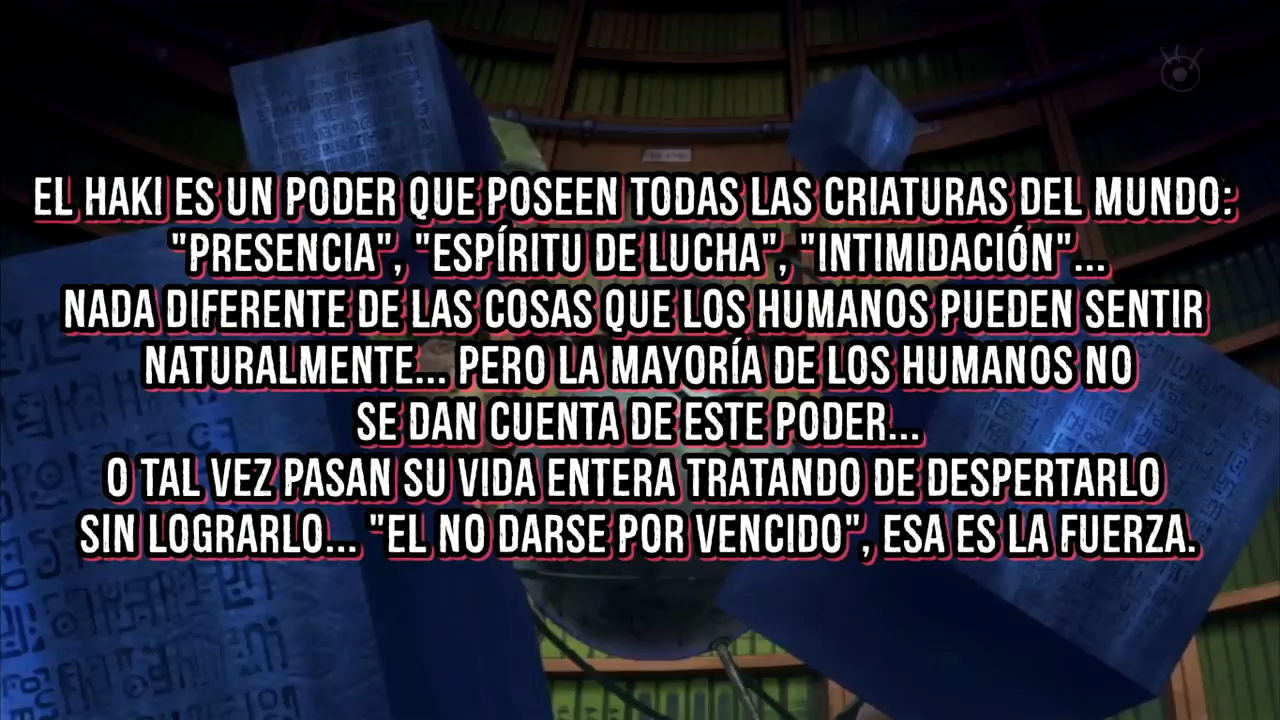 EL HAKI ES UN PODER QUE POSEEN TODAS LAS CRIATURAS DEL MUNDO:
"PRESENCIA", "ESPÍRITU DE LUCHA", "INTIMIDACIÓN"...
NADA DIFERENTE DE LAS COSAS QUE LOS HUMANOS PUEDEN SENTIR
NATURALMENTE... PERO LA MAYORÍA DE LOS HUMANOS NO
SE DAN CUENTA DE ESTE PODER...
O TAL VEZ PASAN SU VIDA ENTERA TRATANDO DE DESPERTARLO
SIN LOGRARLO... "EL NO DARSE POR VENCIDO", ESA ES LA FUERZA.